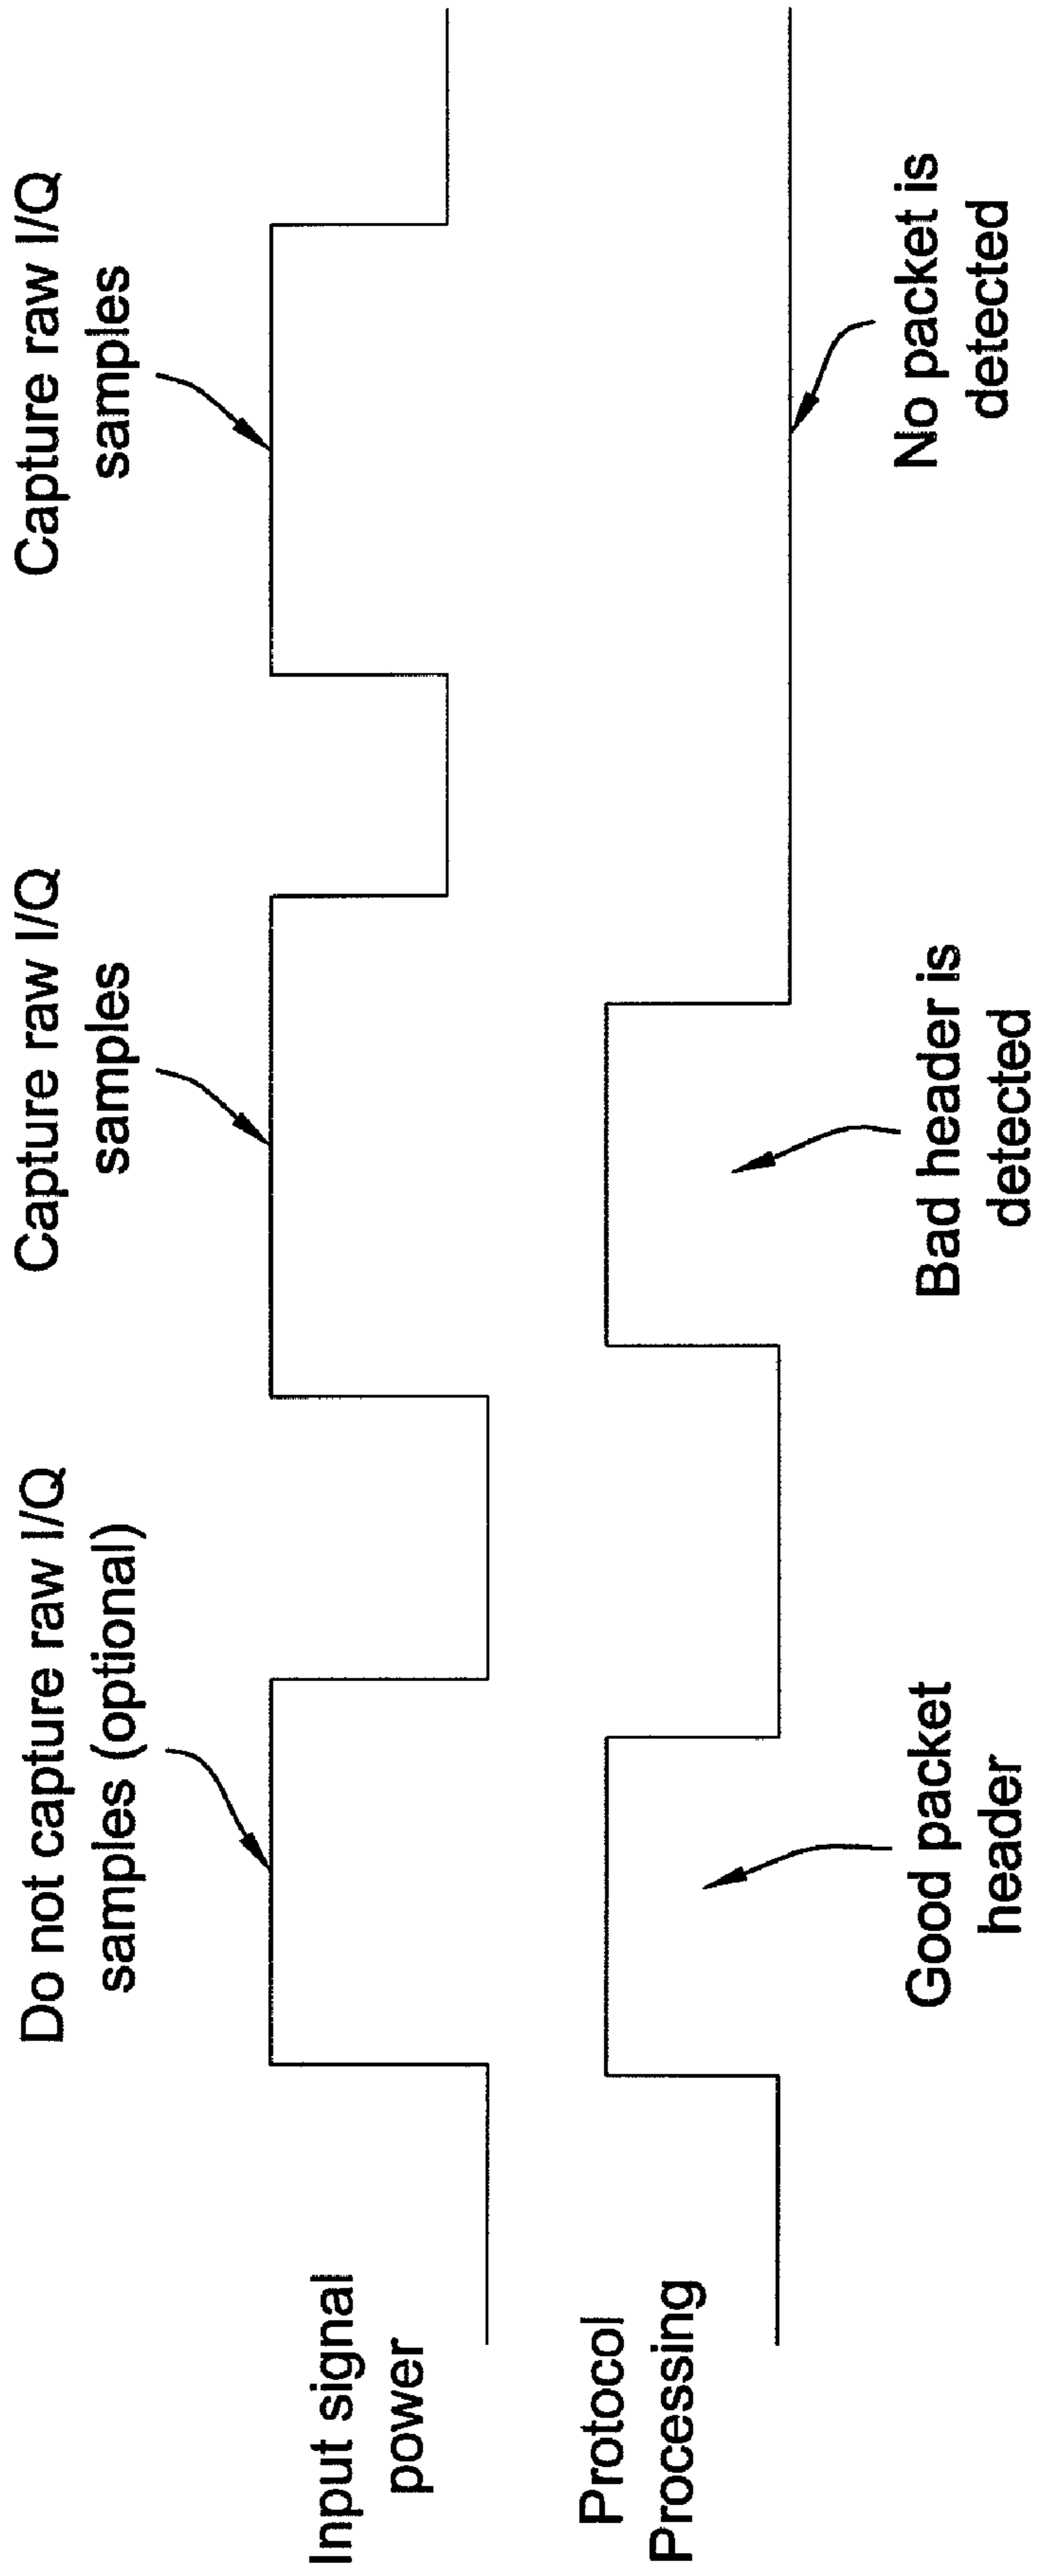 Do not capture raw I/Q
samples (optional)
Capture raw I/Q
samples
Capture raw I/Q
samples
Input signal
power
Protocol
Processing
Good packet
header
Bad header is
detected
No packet is
detected